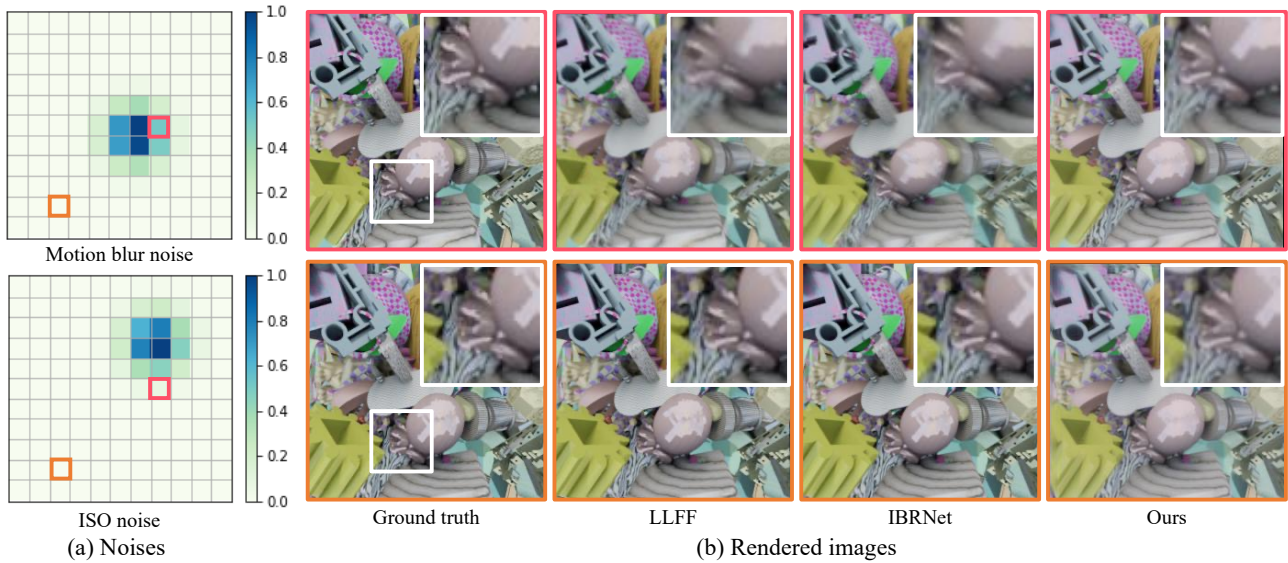 1.0
0.8
0.6
0.4
0.2
0.0
Motion blur noise
1.0
0.8
0.6
0.4
0.2
0.0
ISO noise
(a) Noises
Ground truth
LLFF
IBRNet
Ours
(b) Rendered images